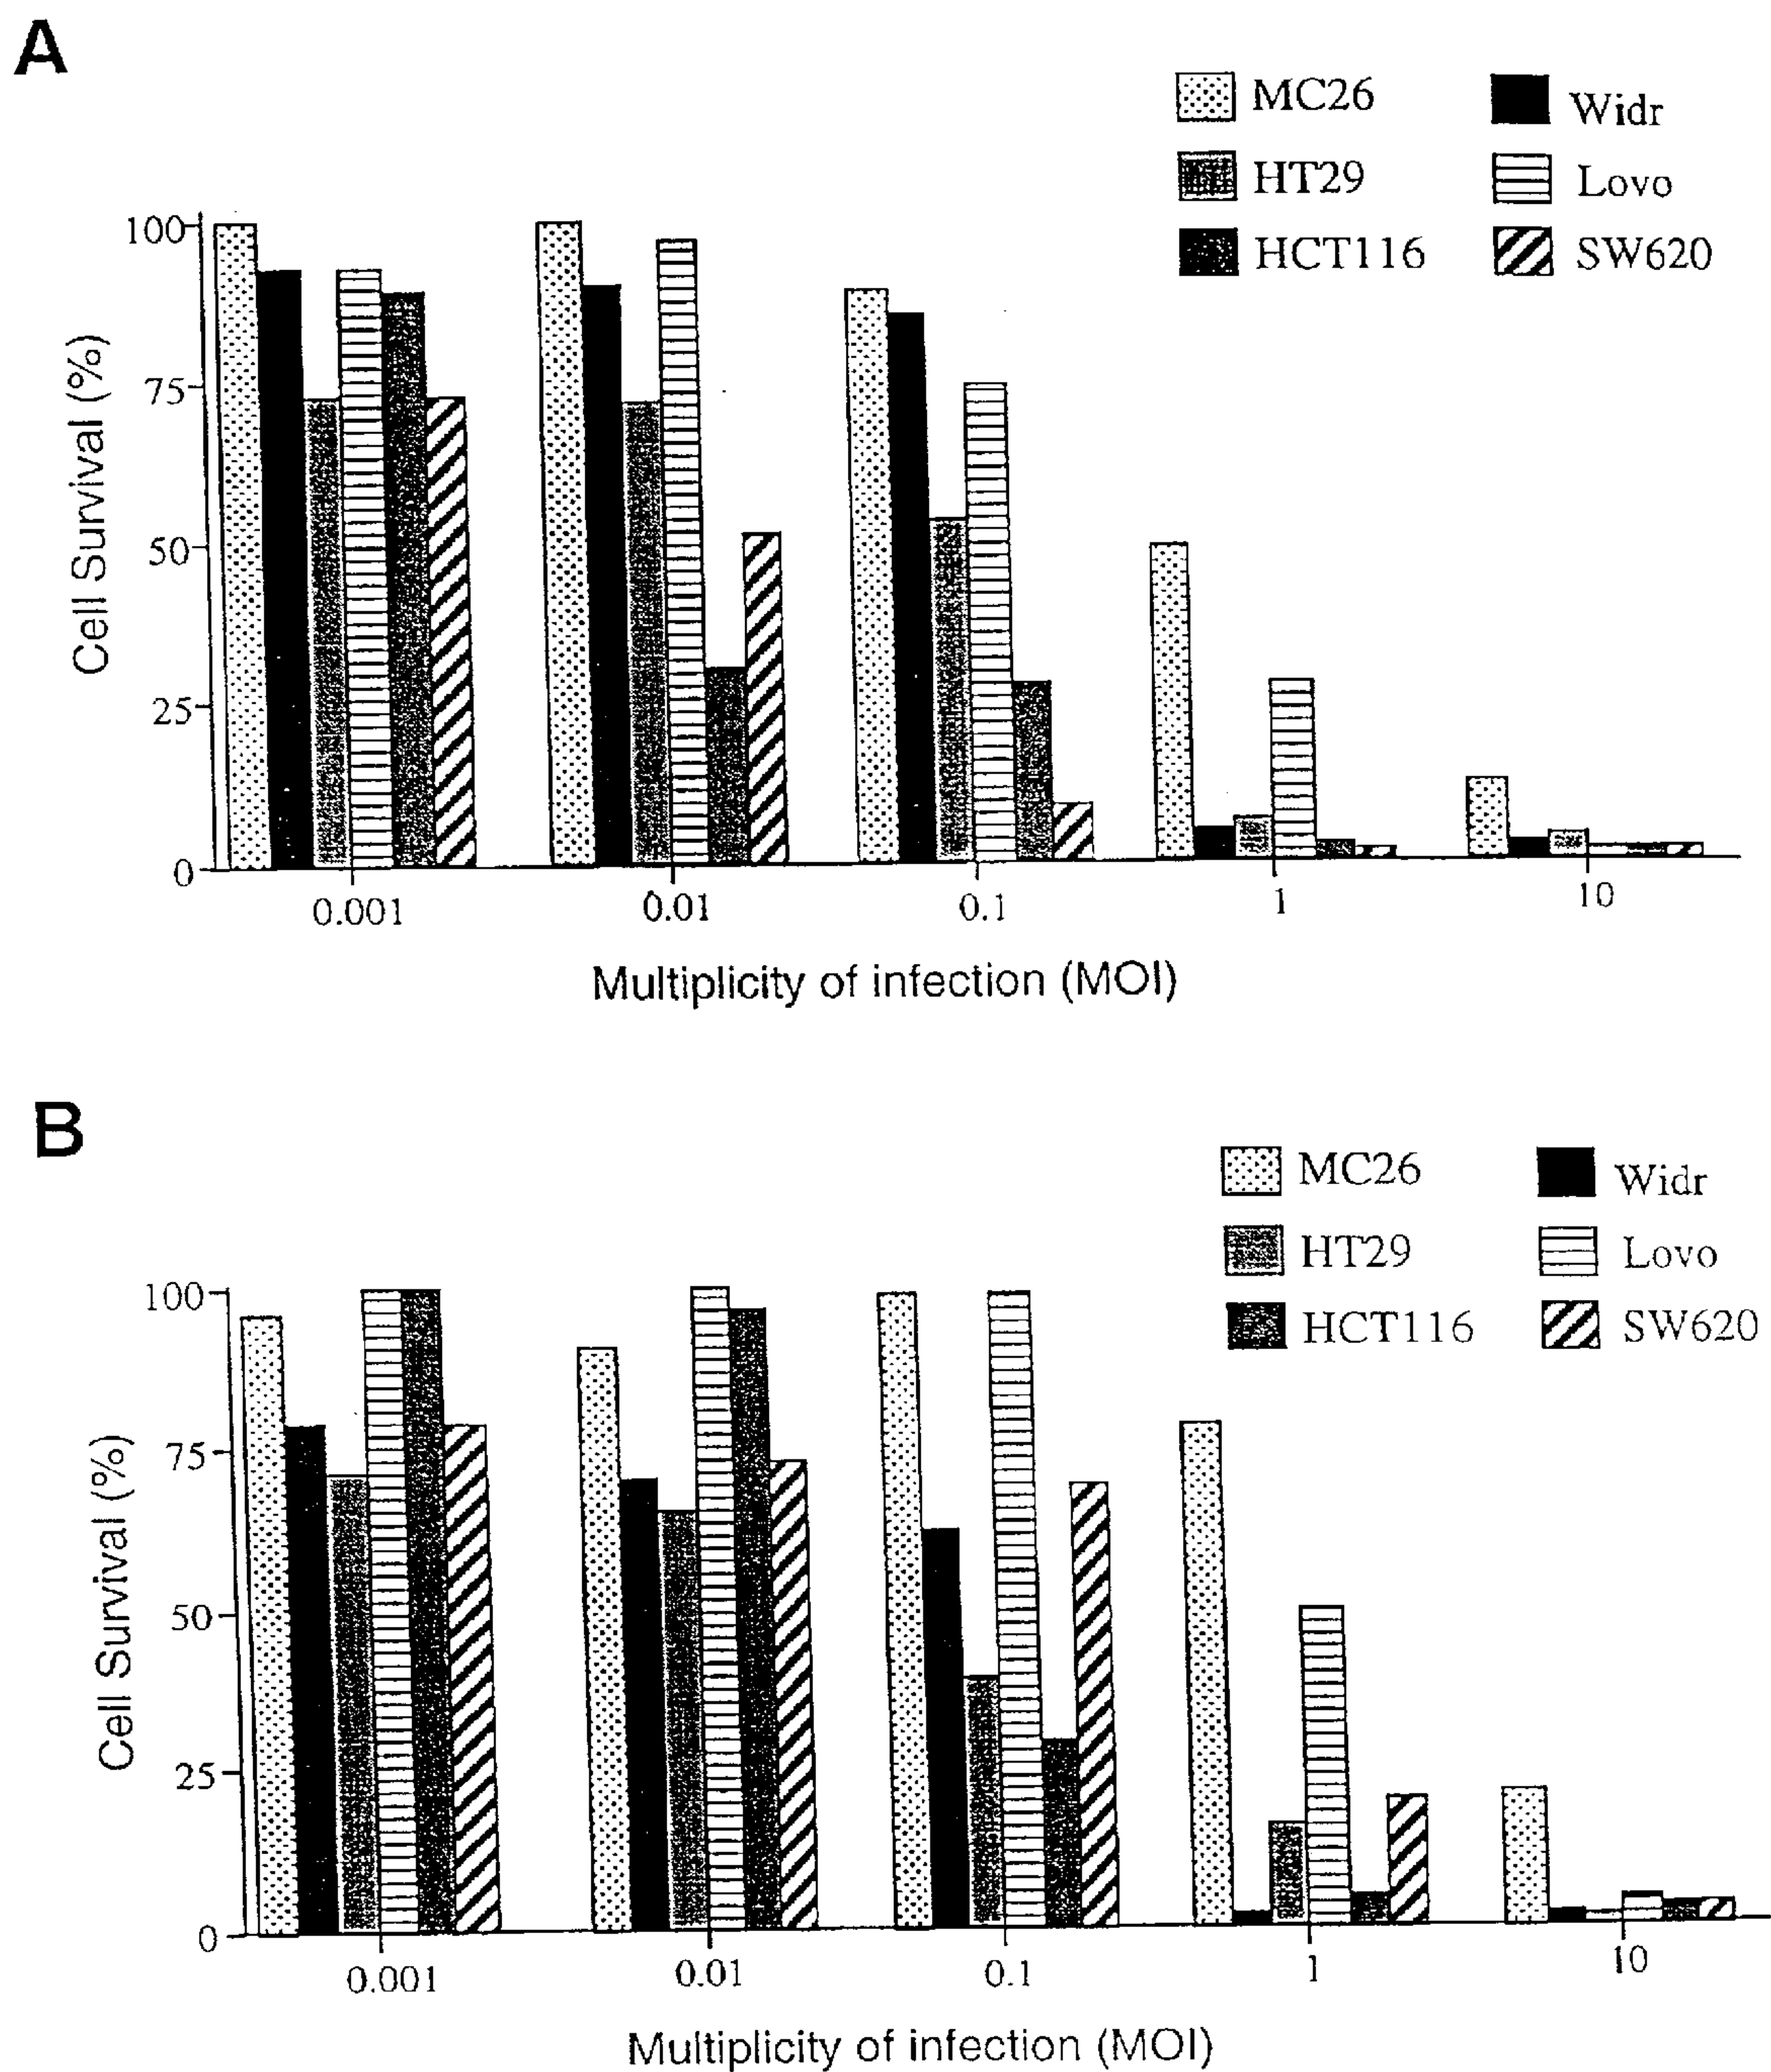 A
MC26 Widr
HT29 Lovo
HCT116 SW620
100
75
50
25
0
Cell Survival (%)
0.001 0.01 0.1 1 10
Multiplicity of infection (MOI)
B
MC26 Widr
HT29 Lovo
HCT116 SW620
100
75
50
25
0
Cell Survival (%)
0.001 0.01 0.1 1 10
Multiplicity of infection (MOI)